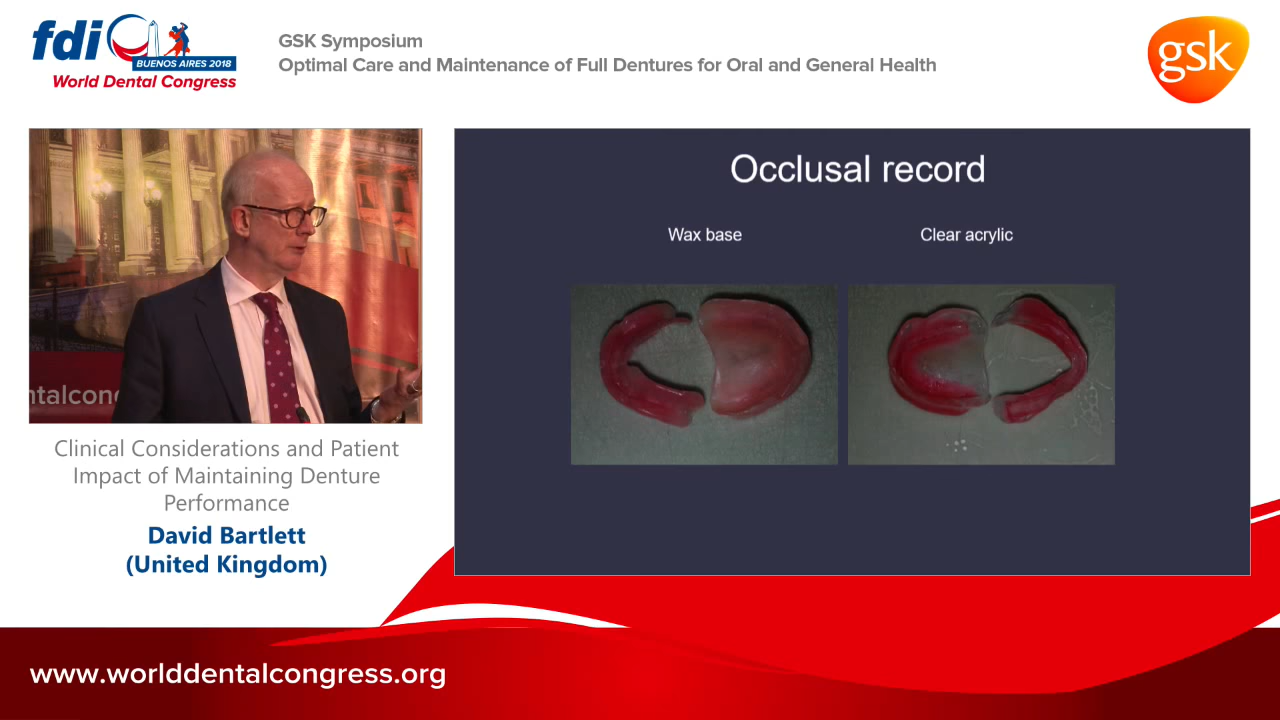 fdi
BUENOS AIRES 2018
World Dental Congress
GSK Symposium
Optimal Care and Maintenance of Full Dentures for Oral and General Health
gsk
Occlusal record
Wax base
Clear acrylic
ntalcong
Clinical Considerations and Patient
Impact of Maintaining Denture
Performance
David Bartlett
(United Kingdom)
www.worlddentalcongress.org